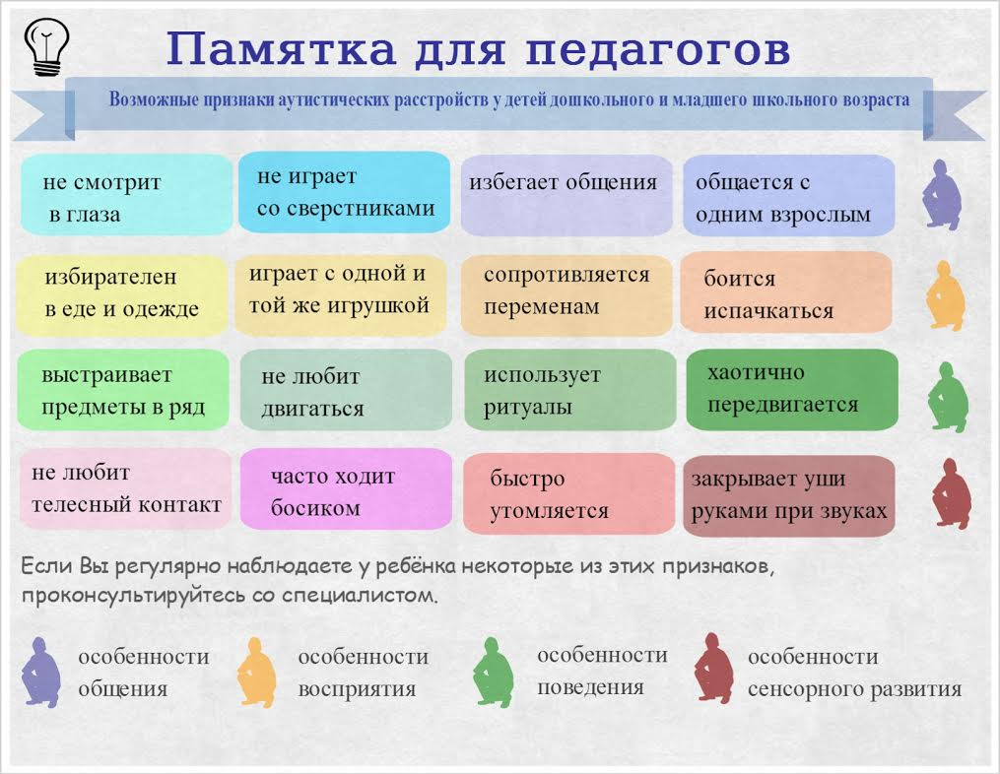 Памятка для педагогов
Возможные признаки аутистических расстройств у детей дошкольного и младшего школьного возраста
не смотрит
в глаза
не играет
со сверстниками
избегает общения
общается с
одним взрослым
избирателен
в еде и одежде
играет с одной и
той же игрушкой
сопротивляется
переменам
боится
испачкаться
выстраивает
предметы в ряд
не любит
двигаться
использует
ритуалы
хаотично
передвигается
не любит
телесный контакт
часто ходит
босиком
быстро
утомляется
закрывает уши
руками при звуках
Если Вы регулярно наблюдаете у ребёнка некоторые из этих признаков,
проконсультируйтесь со специалистом.
особенности
общения
особенности
восприятия
особенности
поведения
особенности
сенсорного развития